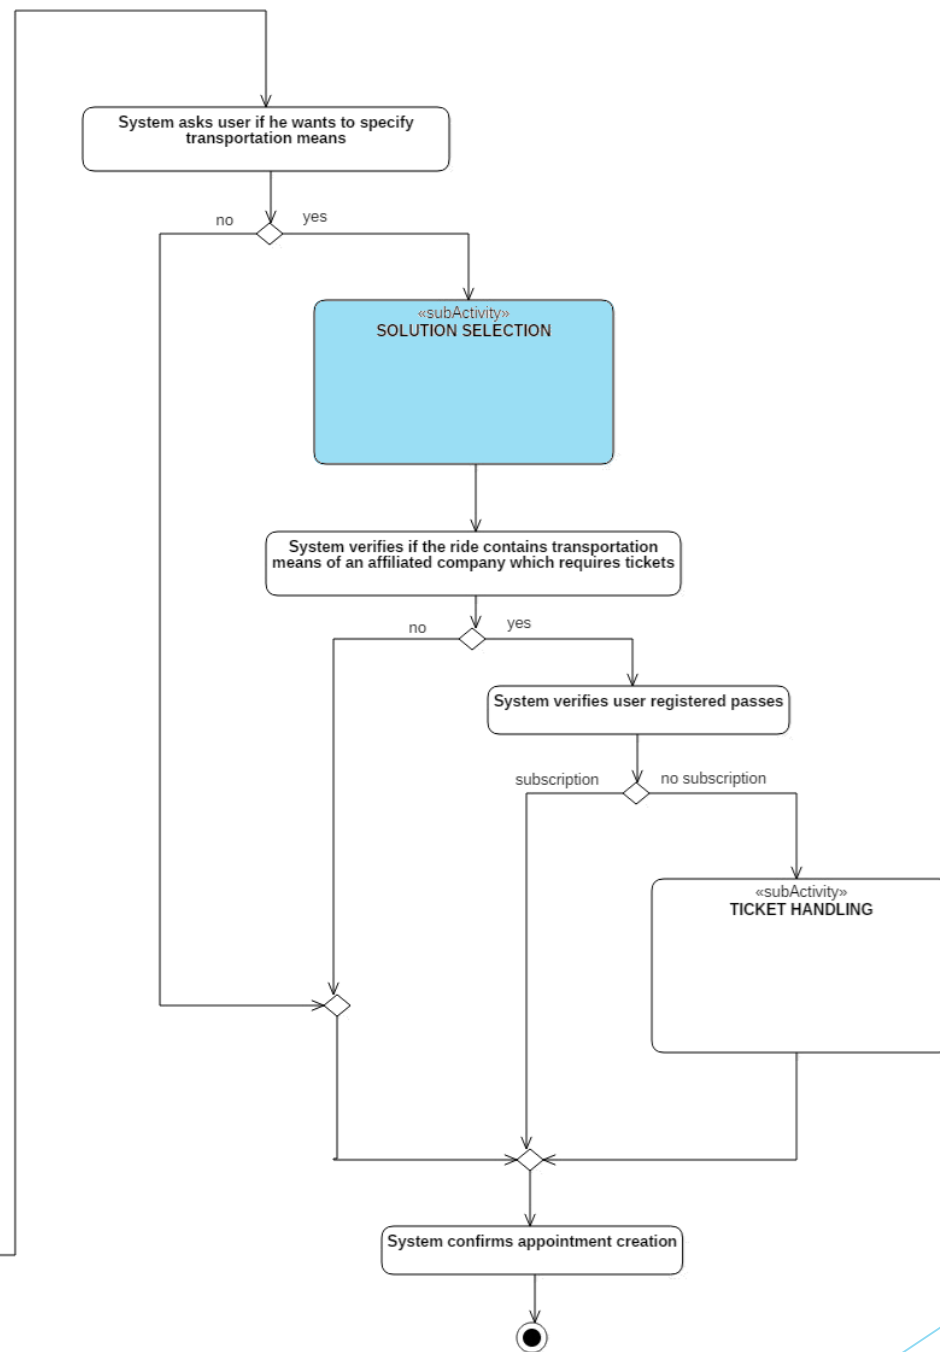 System asks user if he wants to specify
transportation means
no
yes
«subActivity»
SOLUTION SELECTION
System verifies if the ride contains transportation
means of an affiliated company which requires tickets
no
yes
System verifies user registered passes
subscription
no subscription
«subActivity»
TICKET HANDLING
System confirms appointment creation